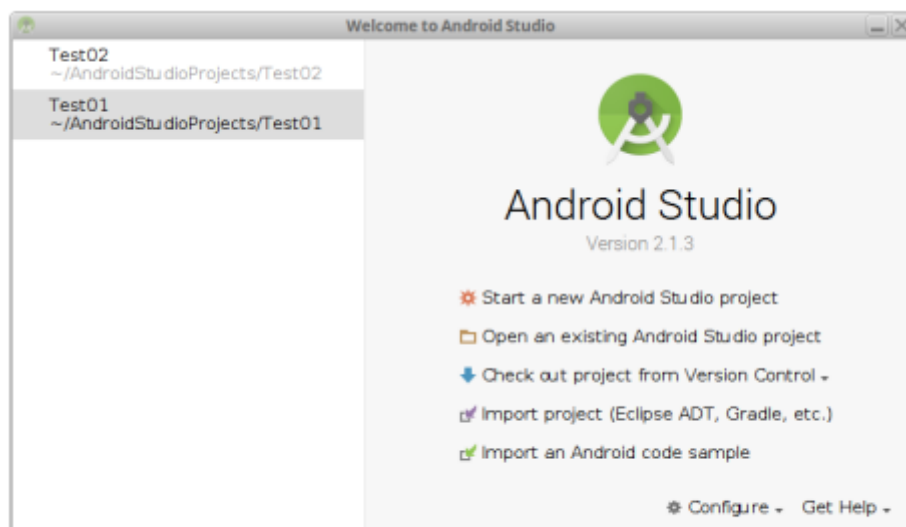 Welcome to Android Studio
Test02
~/AndroidStudioProjects/Test02
Test01
~/AndroidStudioProjects/Test01
Android Studio
Version 2.1.3
Start a new Android Studio project
Open an existing Android Studio project
Check out project from Version Control
Import project (Eclipse ADT, Gradle, etc.)
Import an Android code sample
Configure Get Help